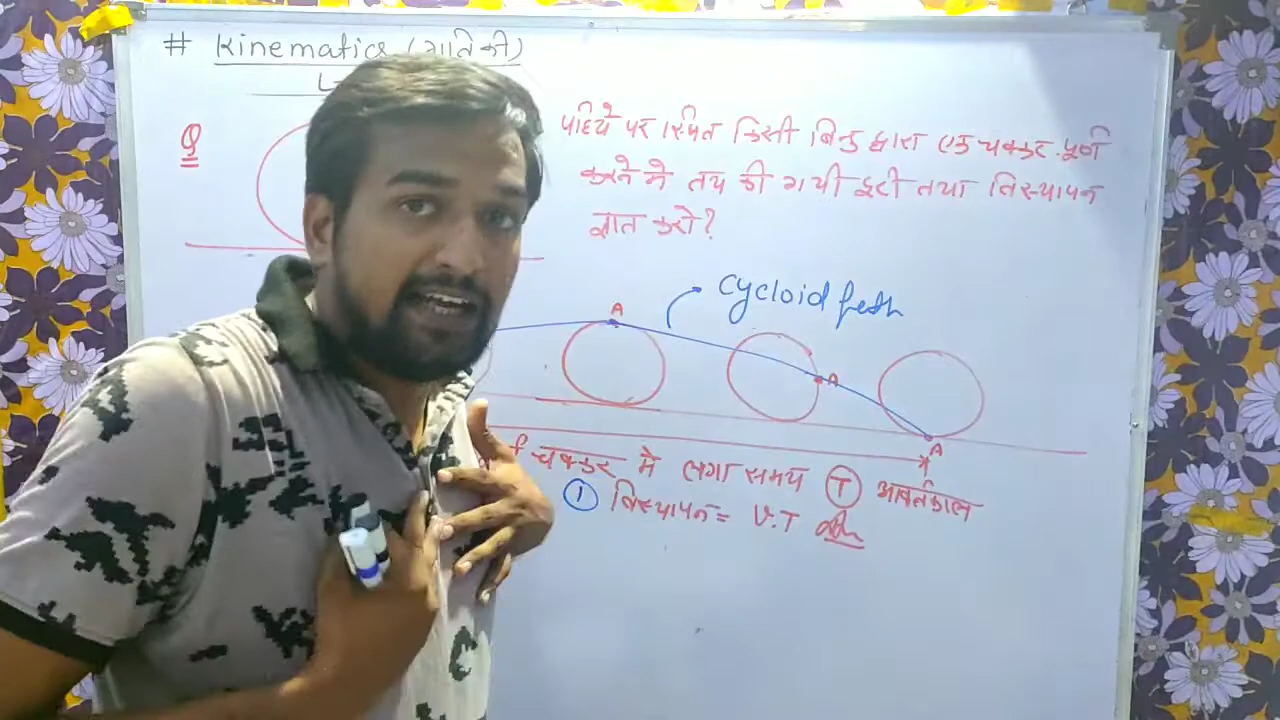 # Kinematics (गतिकी)
Q
पहिये पर स्थित किसी बिन्दु द्वारा एक चक्कर पूर्ण
करने मे तय की गयी दूरी तथा विस्थापन
ज्ञात करो?
cycloid path
A
A
A
चक्कर मे लगा समय T आवर्तकाल
① विस्थापन = V.T